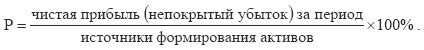 P = чистая прибыль (непокрытый убыток) за период
источники формирования активов
×100% .